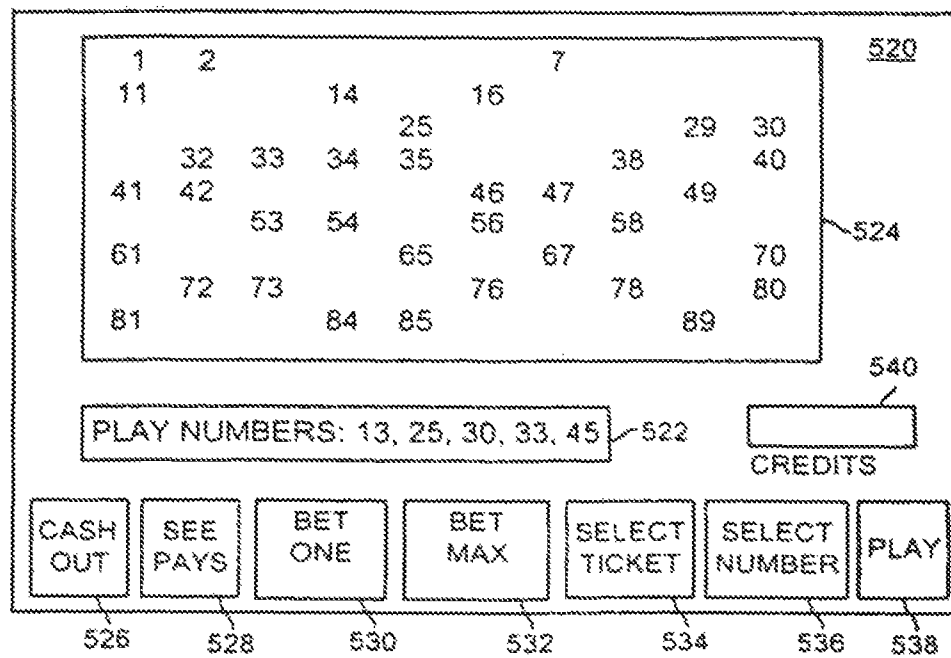 520
1 2 7
11 14 16
25 29 30
32 33 34 35 38 40
41 42 46 47 49
53 54 56 58
524
61 65 67 70
72 73 76 78 80
81 84 85 89
540
PLAY NUMBERS: 13, 25, 30, 33, 45
522
CREDITS
CASH OUT
SEE PAYS
BET ONE
BET MAX
SELECT TICKET
SELECT NUMBER
PLAY
526 528 530 532 534 536 538